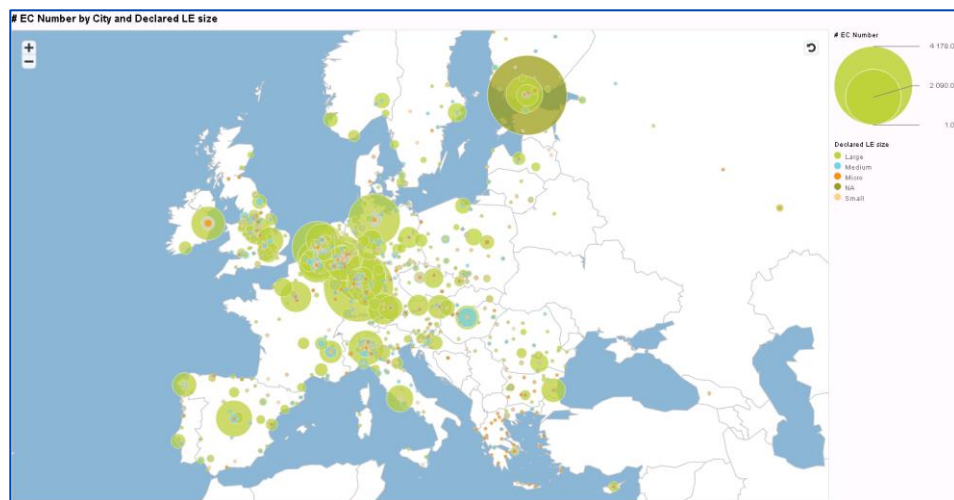 # EC Number by City and Declared LE size
+
−
# EC Number
4 178.0
2 090.0
1.0
Declared LE size
Large
Medium
Micro
NA
Small